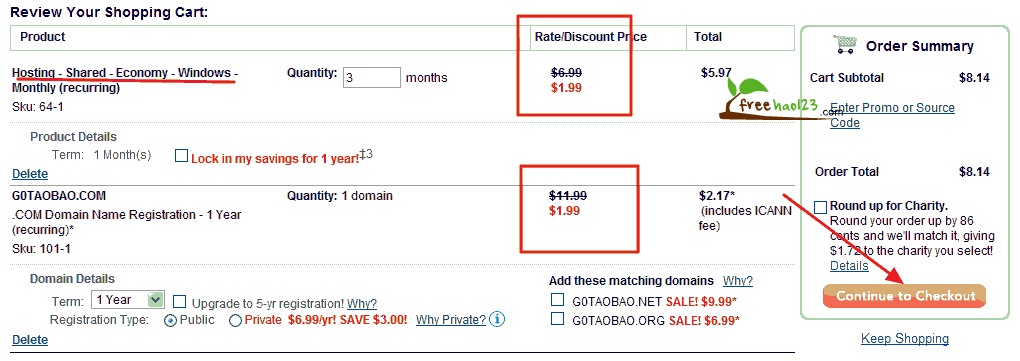 Review Your Shopping Cart:
Product Rate/Discount Price Total
Hosting - Shared - Economy - Windows - Quantity: 3 months $6.99 $5.97
Monthly (recurring) $1.99
Sku: 64-1
Product Details
Term: 1 Month(s) Lock in my savings for 1 year!‡3
Delete
G0TAOBAO.COM Quantity: 1 domain $11.99 $2.17*
.COM Domain Name Registration - 1 Year $1.99 (includes ICANN
(recurring)* fee)
Sku: 101-1
Domain Details
Term: 1 Year Upgrade to 5-yr registration! Why?
Registration Type: Public Private $6.99/yr! SAVE $3.00! Why Private? i
Delete
Add these matching domains Why?
G0TAOBAO.NET SALE! $9.99*
G0TAOBAO.ORG SALE! $6.99*
freehao123.com
Order Summary
Cart Subtotal $8.14
Enter Promo or Source
Code
Order Total $8.14
Round up for Charity.
Round your order up by 86
cents and we'll match it, giving
$1.72 to the charity you select!
Details
Continue to Checkout
Keep Shopping